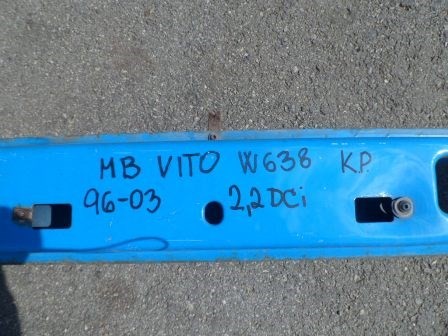 MB VITO W638 K.P.
96-03 2,2 DCi